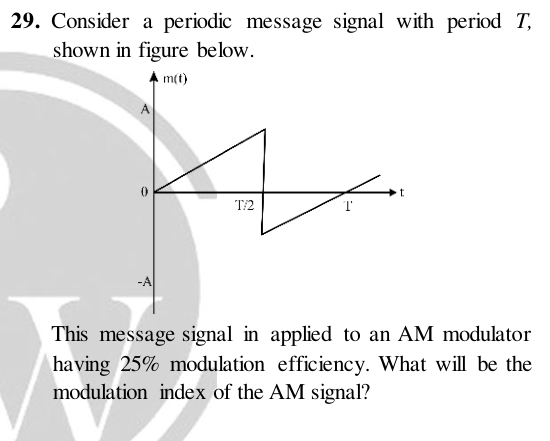 29. Consider a periodic message signal with period T,
shown in figure below.
m(t)
A
0
T/2
T
t
-A
This message signal in applied to an AM modulator
having 25% modulation efficiency. What will be the
modulation index of the AM signal?